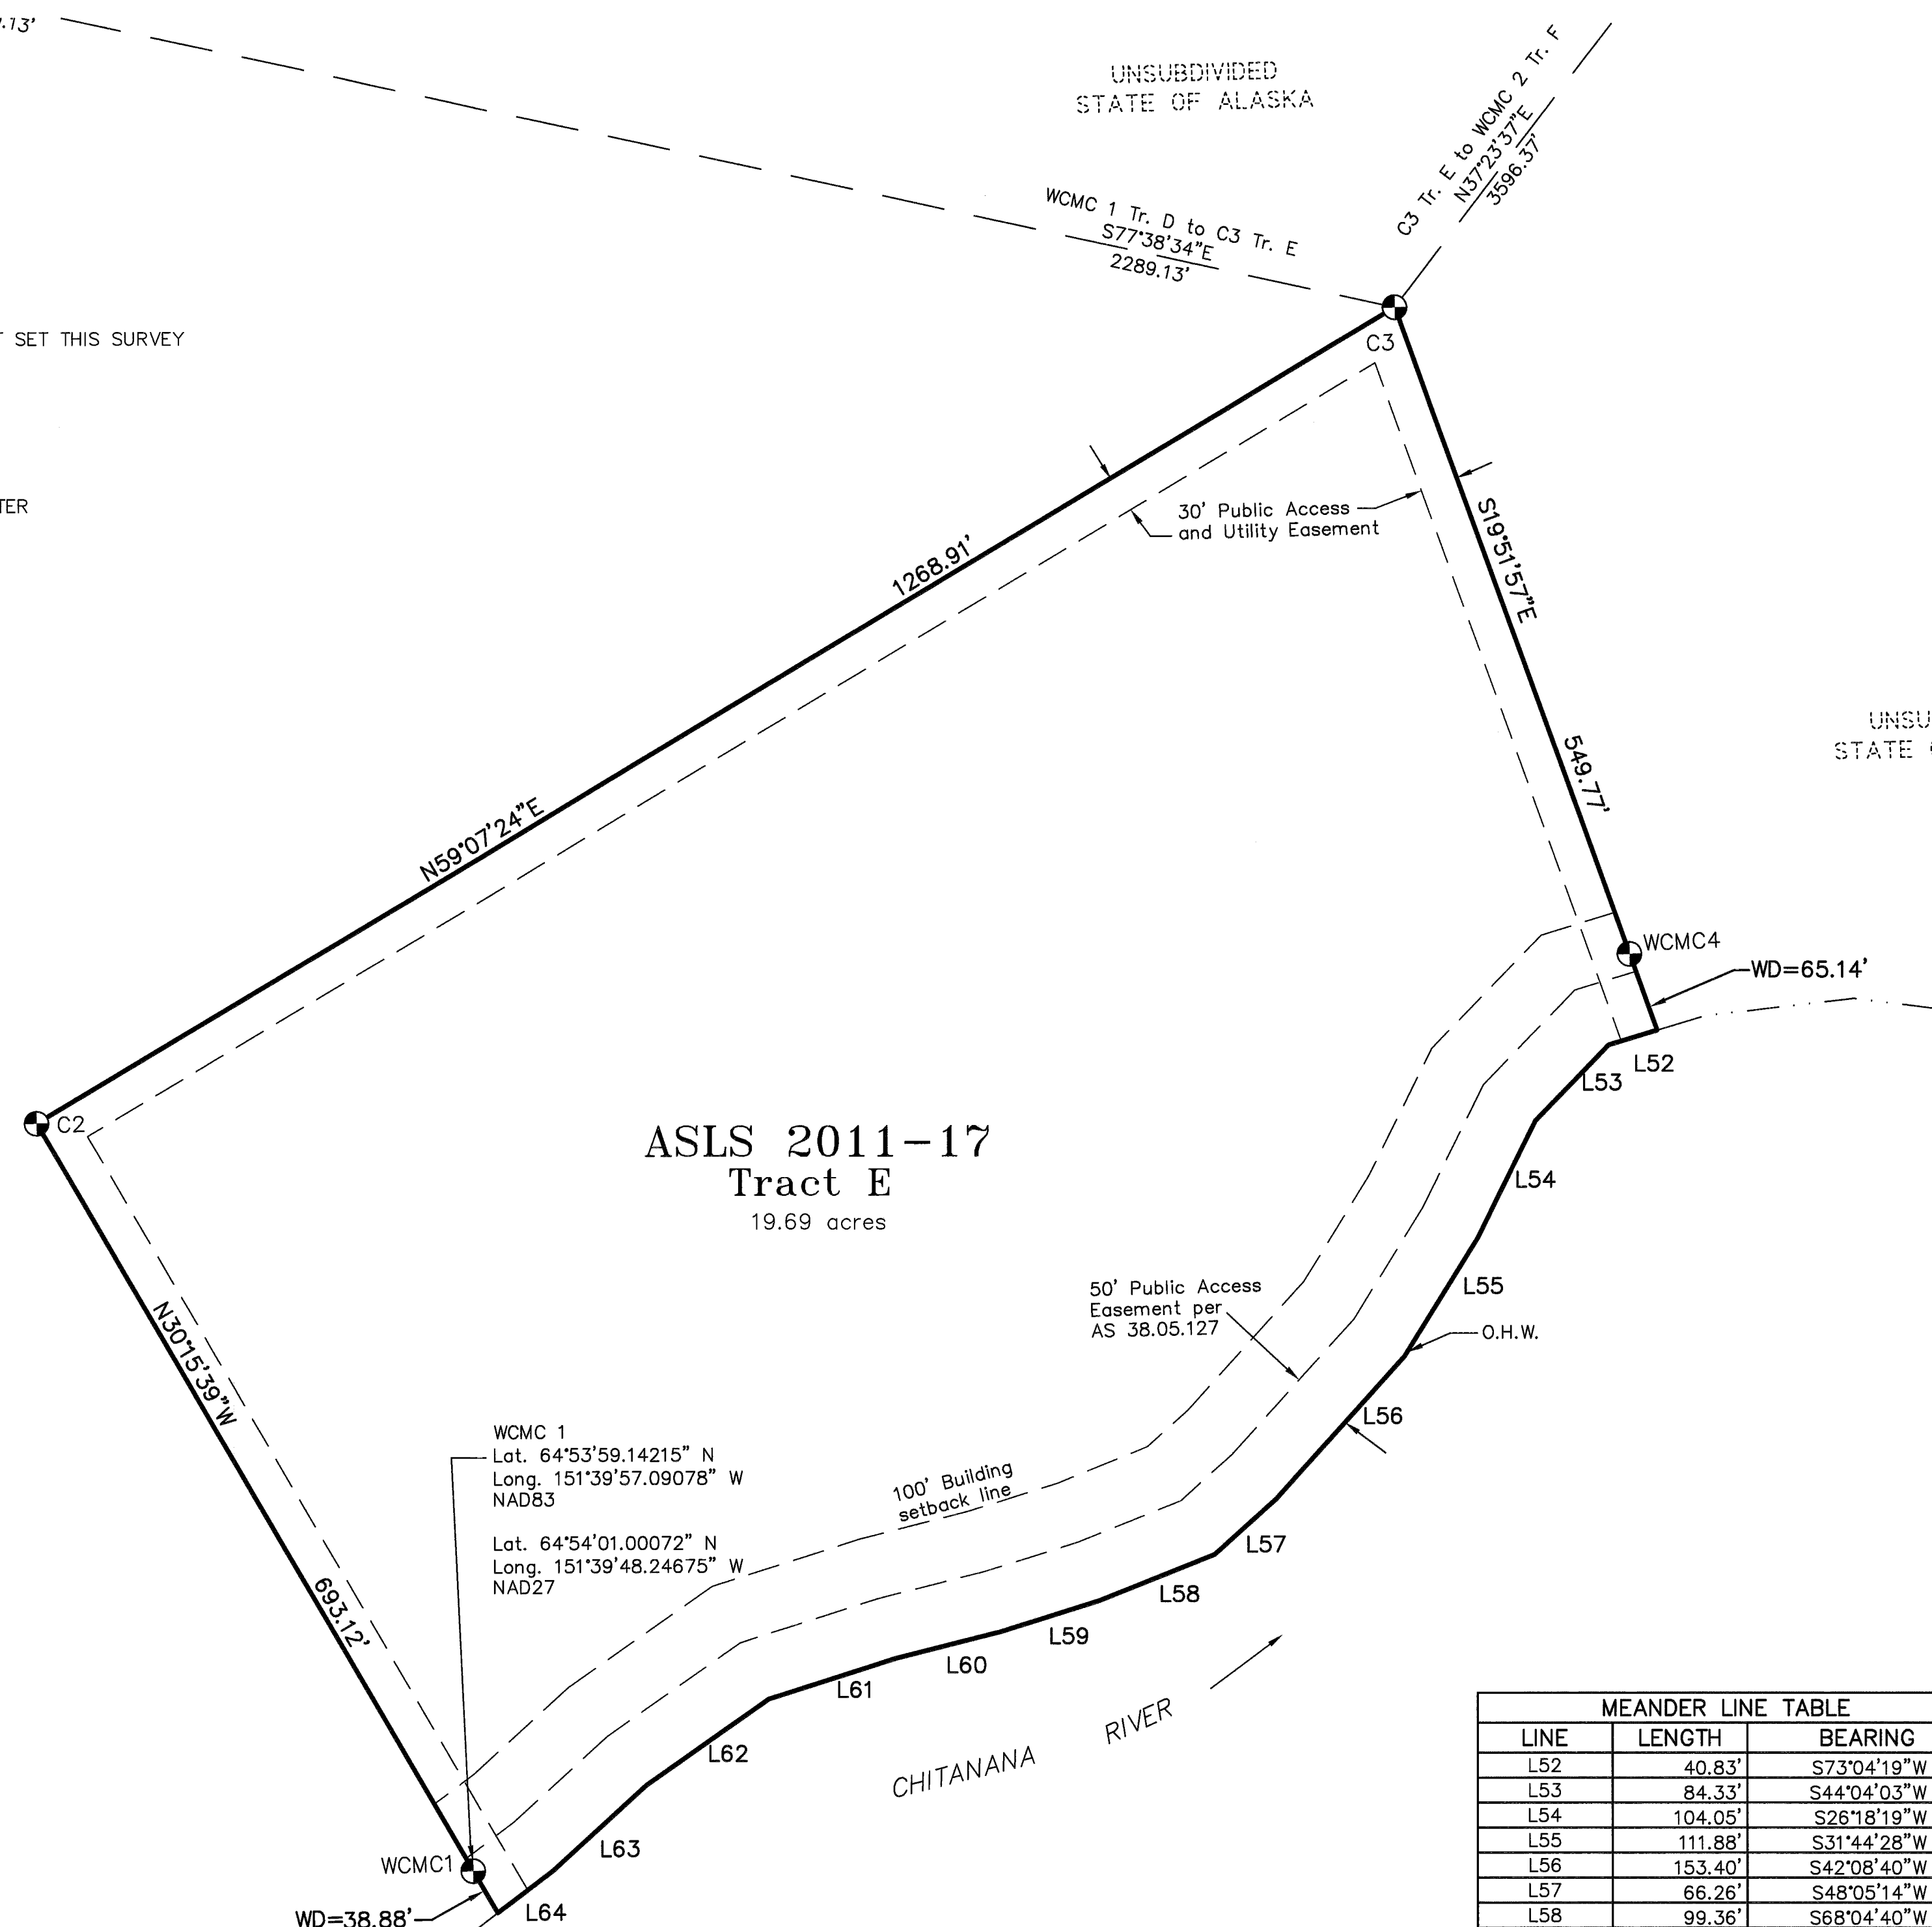 .13'
UNSUBDIVIDED
STATE OF ALASKA
C3 Tr. E to WCMC 2 Tr. F
N37°23'37"E
3596.37'
WCMC 1 Tr. D to C3 Tr. E
S77°38'34"E
2289.13'
SET THIS SURVEY
C3
TER
30' Public Access
and Utility Easement
S19°51'57"E
1268.91'
549.77'
UNSU
STATE
N59°07'24"E
WCMC4
WD=65.14'
L52
L53
C2
ASLS 2011-17
Tract E
19.69 acres
L54
L55
50' Public Access
Easement per
AS 38.05.127
O.H.W.
N30°15'39"W
L56
WCMC 1
Lat. 64°53'59.14215" N
Long. 151°39'57.09078" W
NAD83
Lat. 64°54'01.00072" N
Long. 151°39'48.24675" W
NAD27
100' Building
setback line
L57
L58
693.12'
L59
L60
L61
L62
CHITANANA RIVER
L63
WCMC1
WD=38.88'
L64
MEANDER LINE TABLE
LINE LENGTH BEARING
L52 40.83' S73°04'19"W
L53 84.33' S44°04'03"W
L54 104.05' S26°18'19"W
L55 111.88' S31°44'28"W
L56 153.40' S42°08'40"W
L57 66.26' S48°05'14"W
L58 99.36' S68°04'40"W